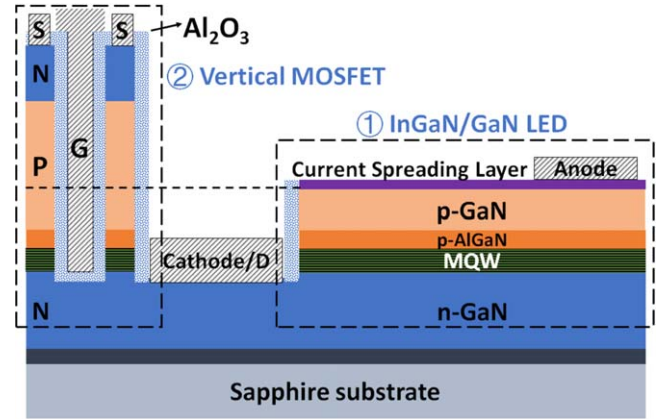 S
S
Al₂O₃
N
② Vertical MOSFET
G
① InGaN/GaN LED
P
Current Spreading Layer
Anode
p-GaN
p-AlGaN
Cathode/D
MQW
N
n-GaN
Sapphire substrate